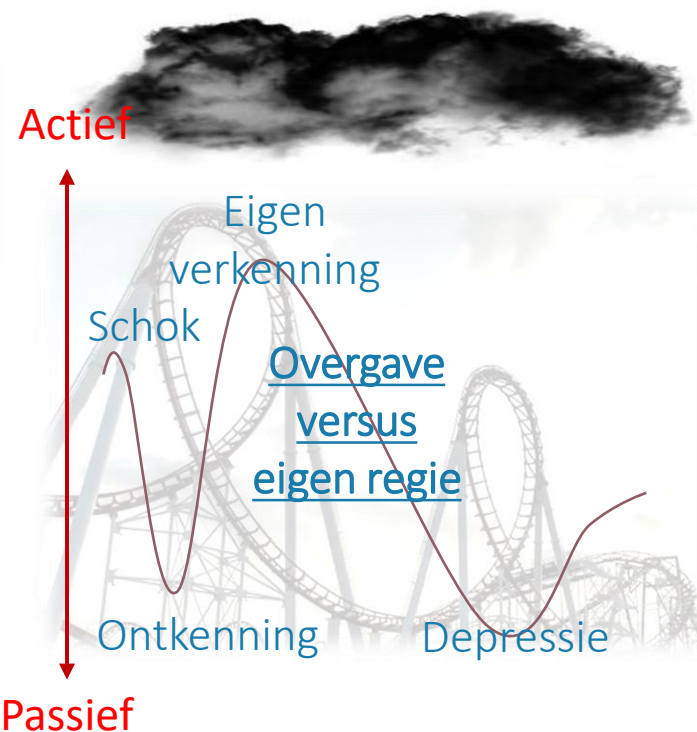 Actief
Eigen
verkenning
Schok
Overgave
versus
eigen regie
Ontkenning
Depressie
Passief